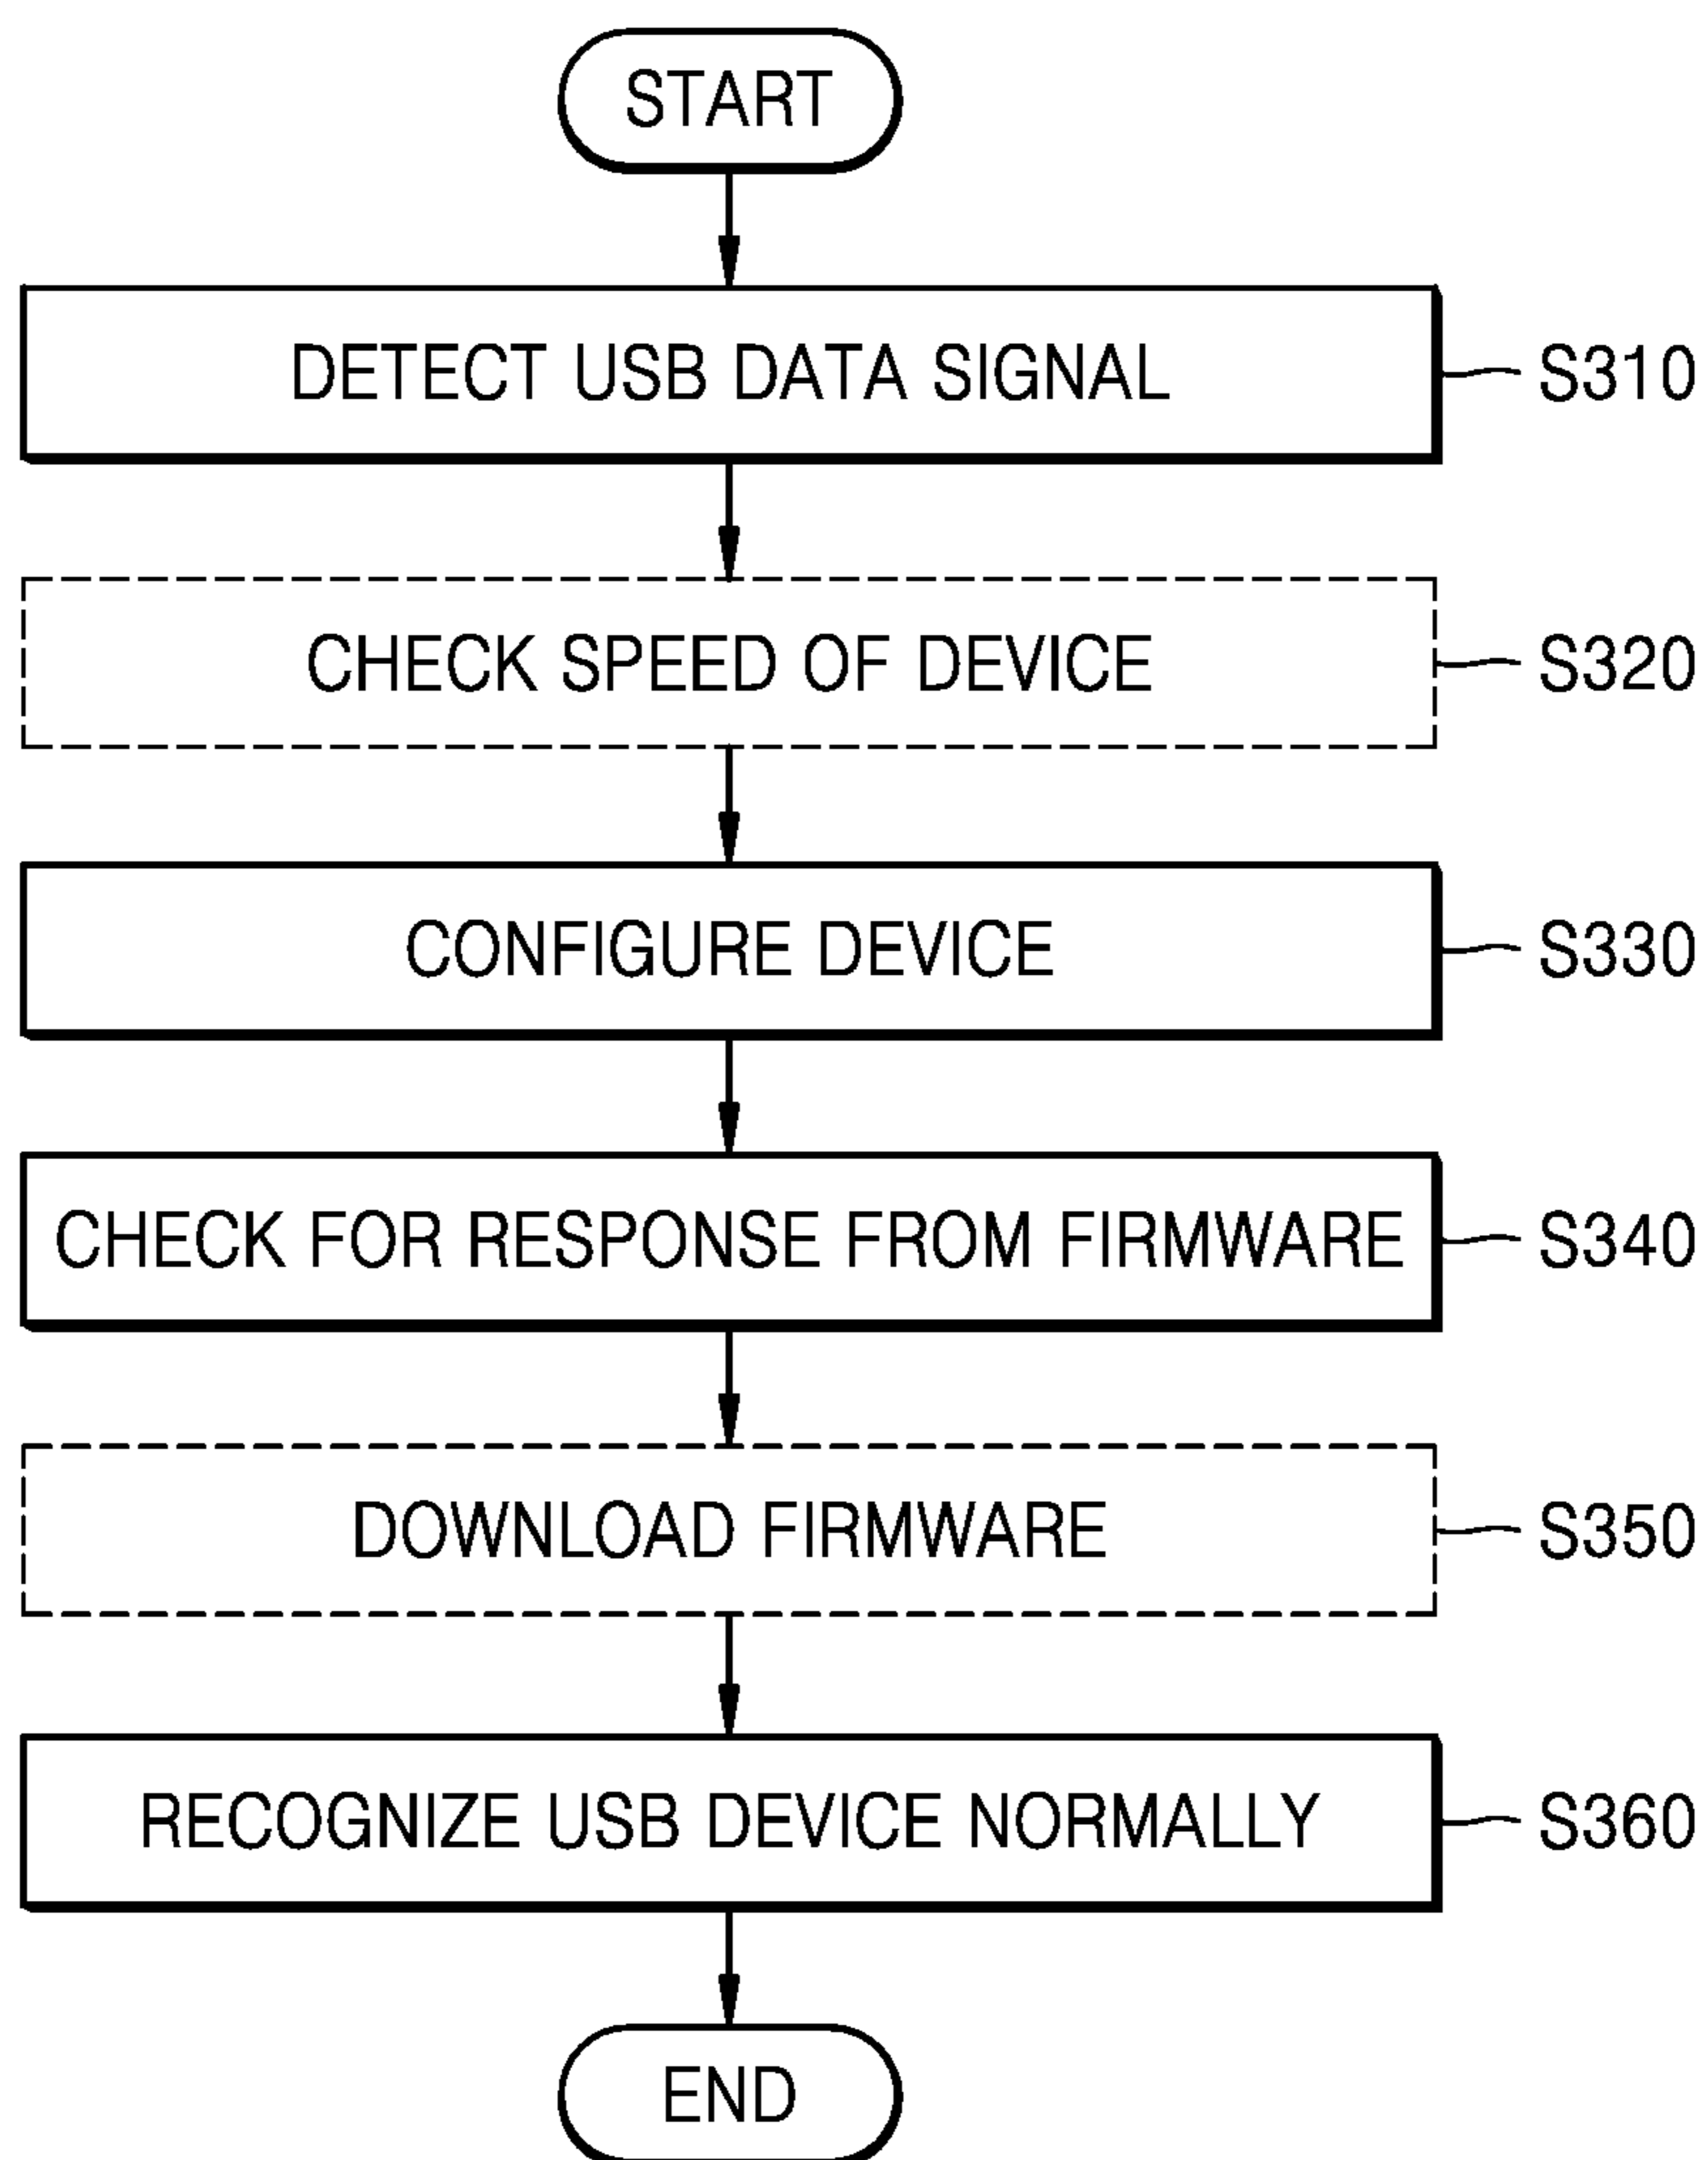 START
DETECT USB DATA SIGNAL
S310
CHECK SPEED OF DEVICE
S320
CONFIGURE DEVICE
S330
CHECK FOR RESPONSE FROM FIRMWARE
S340
DOWNLOAD FIRMWARE
S350
RECOGNIZE USB DEVICE NORMALLY
S360
END